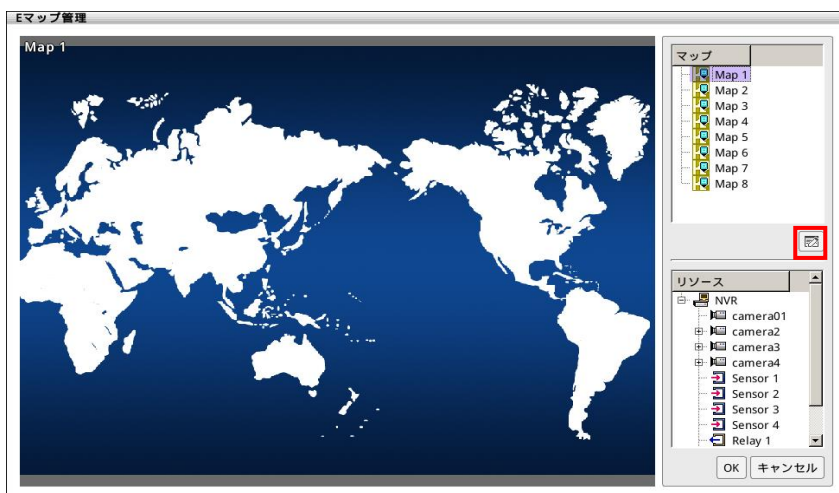 Eマップ管理
Map 1
マップ
Map 1
Map 2
Map 3
Map 4
Map 5
Map 6
Map 7
Map 8
リソース
NVR
camera01
camera2
camera3
camera4
Sensor 1
Sensor 2
Sensor 3
Sensor 4
Relay 1
OK
キャンセル